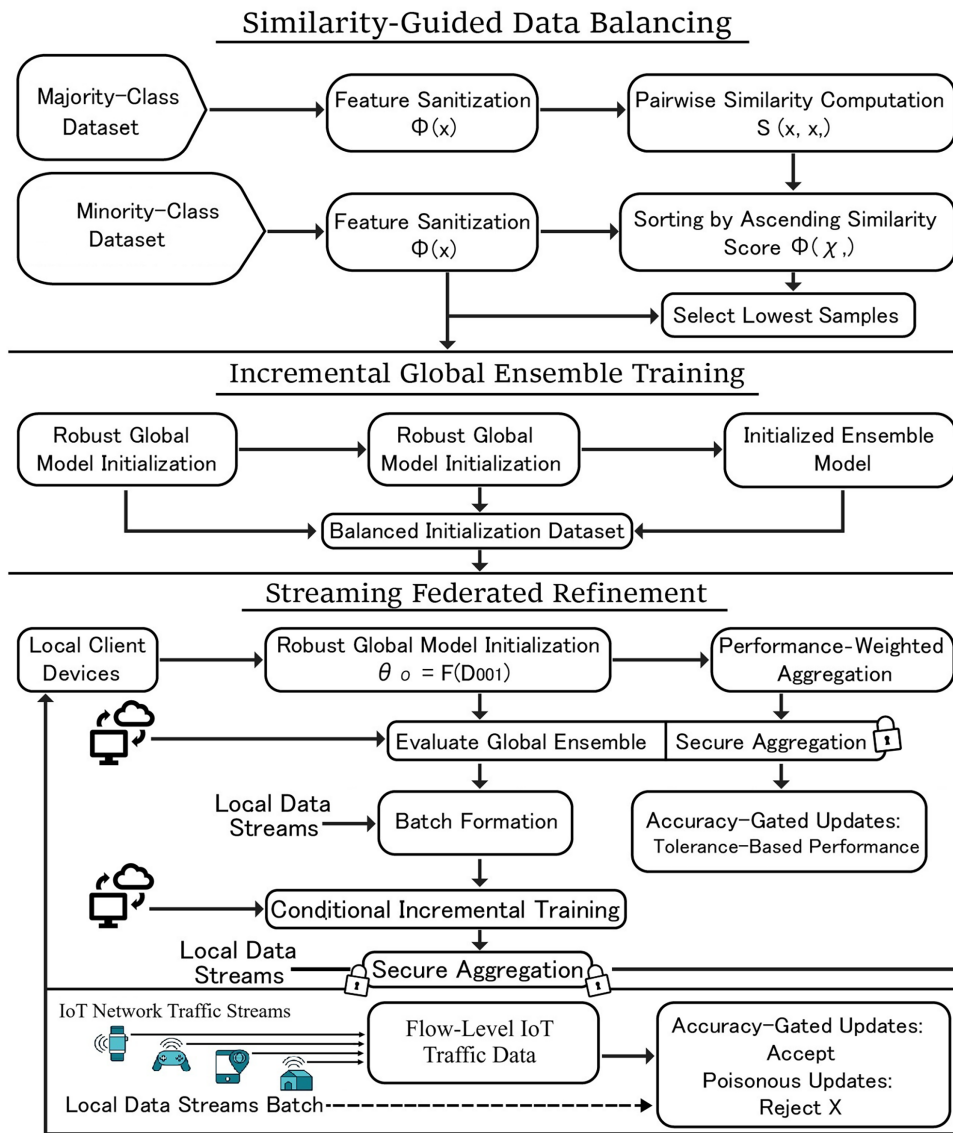 Similarity-Guided Data Balancing
Majority-Class
Dataset
Feature Sanitization
Φ(x)
Pairwise Similarity Computation
S (x, x,)
Minority-Class
Dataset
Feature Sanitization
Φ(x)
Sorting by Ascending Similarity
Score Φ(χ,)
Select Lowest Samples
Incremental Global Ensemble Training
Robust Global
Model Initialization
Robust Global
Model Initialization
Initialized Ensemble
Model
Balanced Initialization Dataset
Streaming Federated Refinement
Local Client
Devices
Robust Global Model Initialization
θ o = F(D001)
Performance-Weighted
Aggregation
Evaluate Global Ensemble
Secure Aggregation
Local Data
Streams
Batch Formation
Accuracy-Gated Updates:
Tolerance-Based Performance
Conditional Incremental Training
Local Data
Streams
Secure Aggregation
IoT Network Traffic Streams
Flow-Level IoT
Traffic Data
Accuracy-Gated Updates:
Accept
Poisonous Updates:
Reject X
Local Data Streams Batch